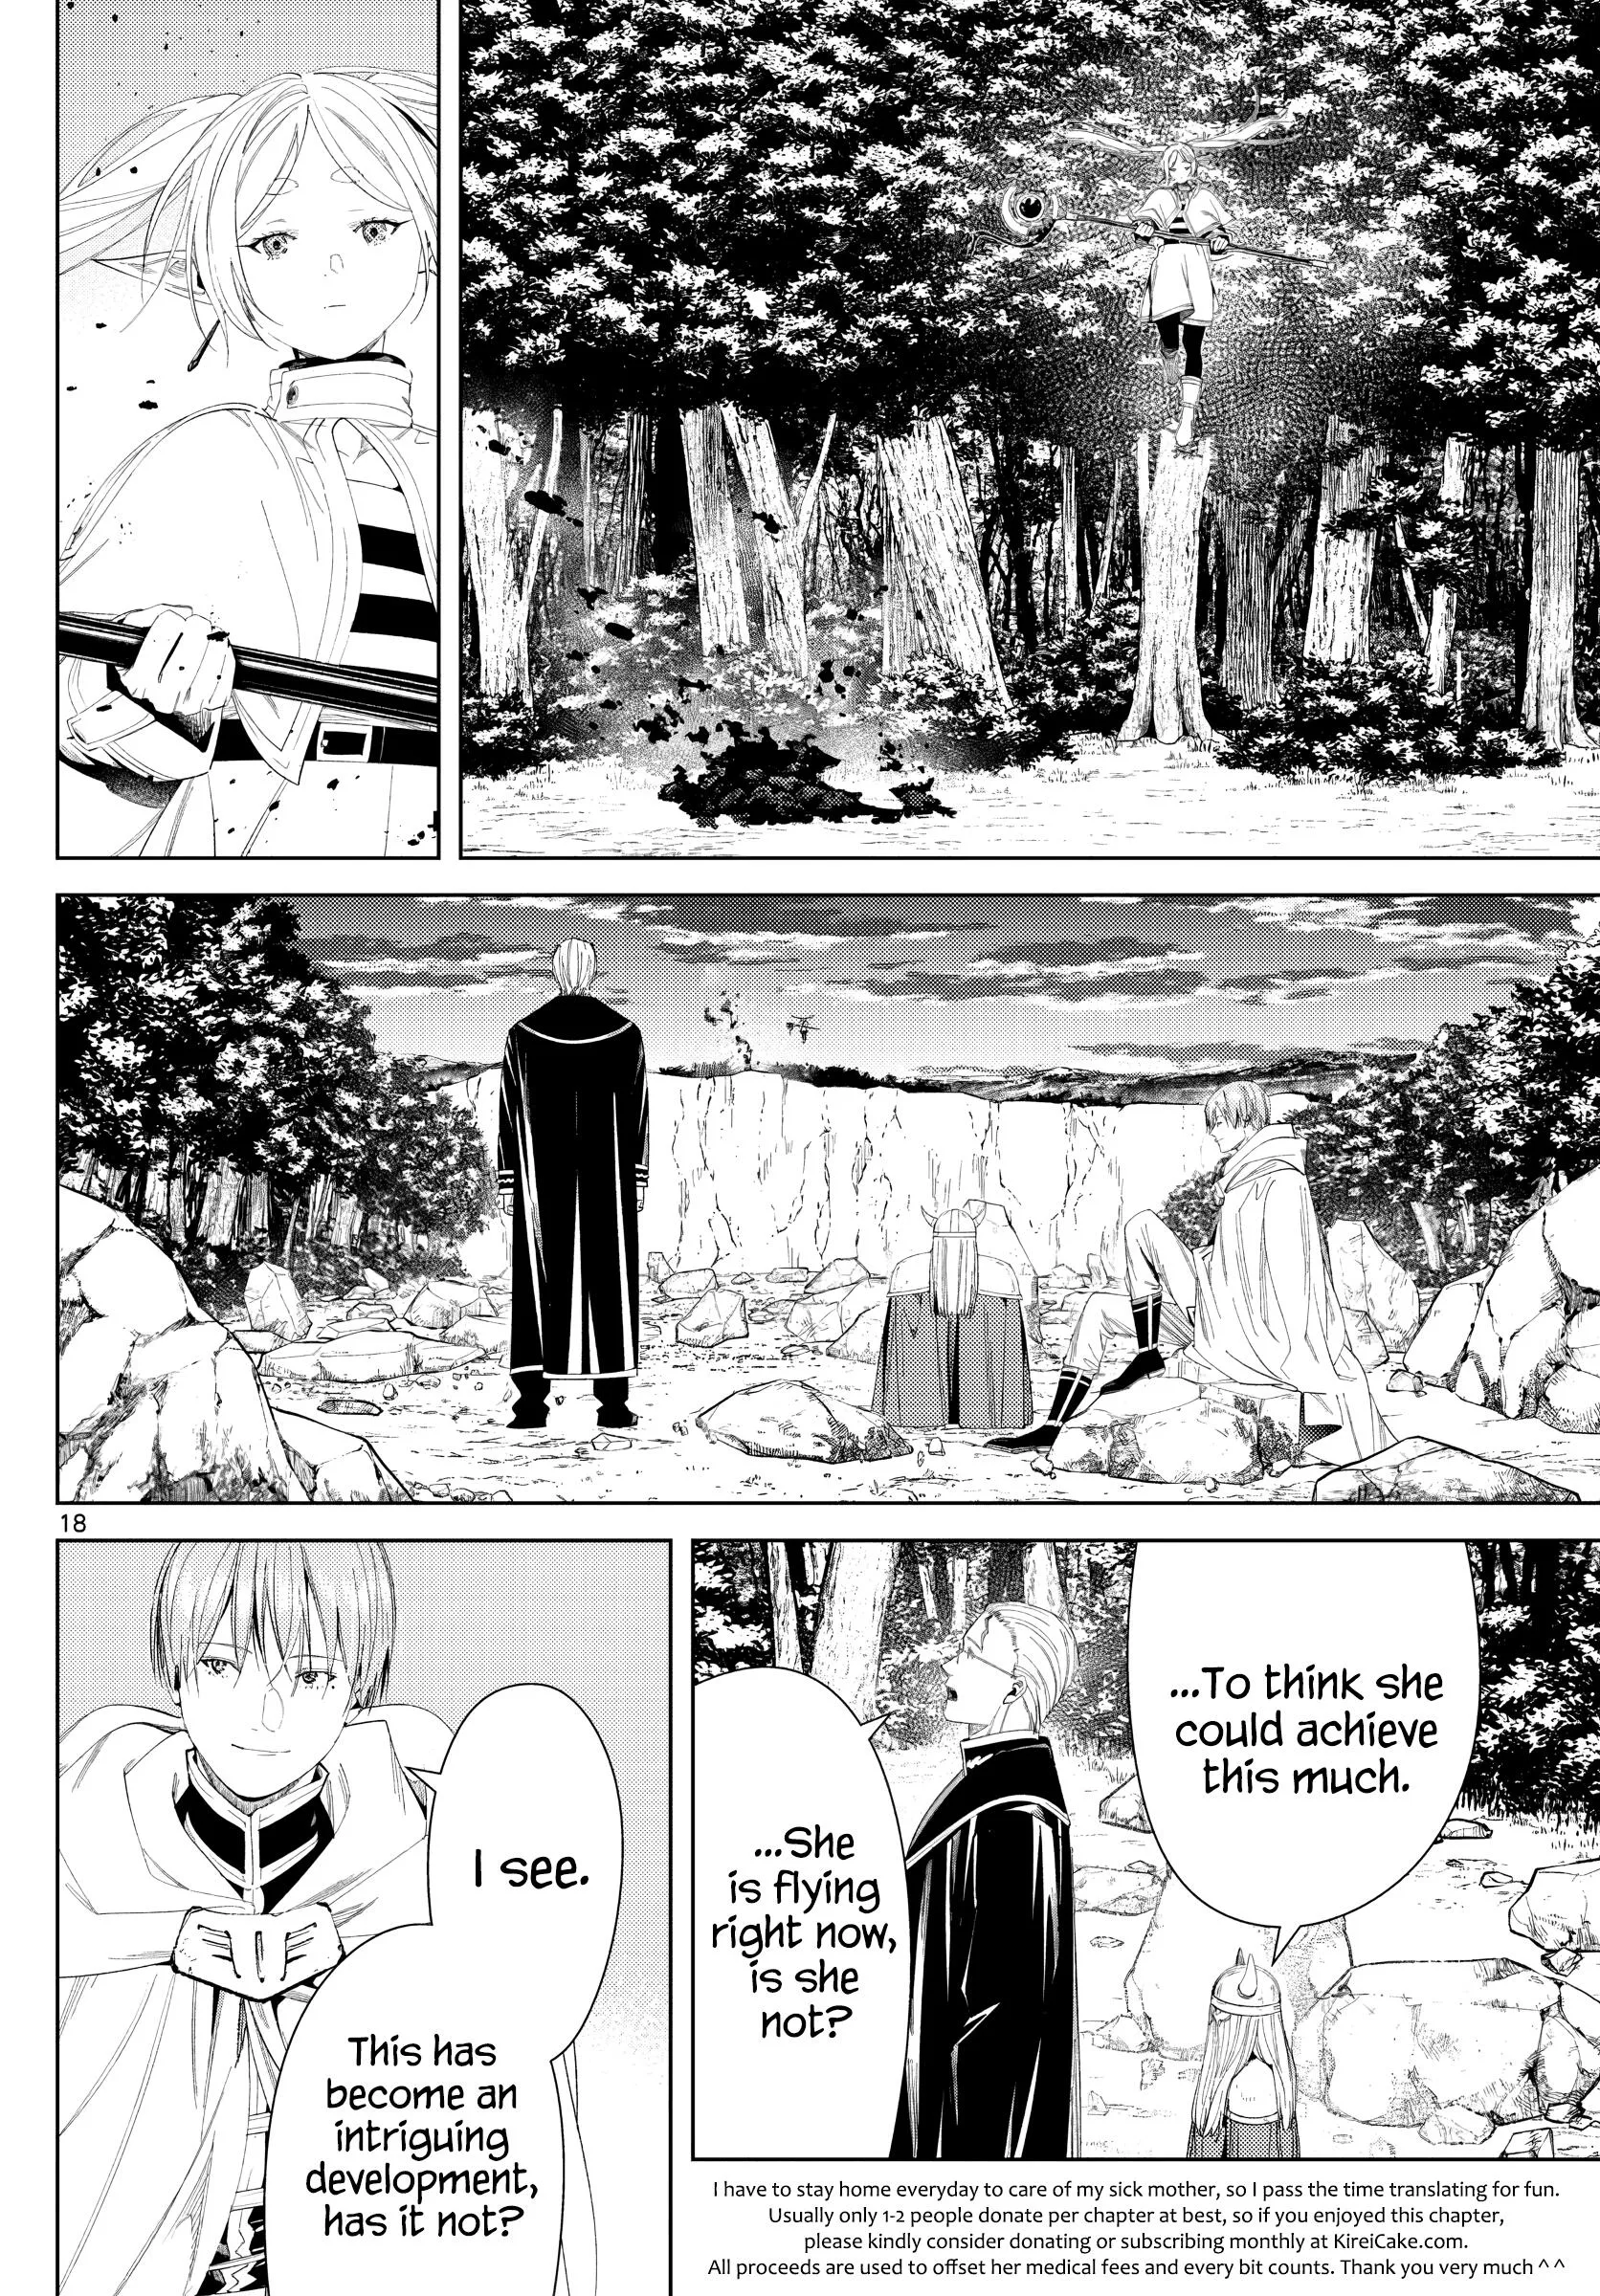 ...To think she
could achieve
this much.
...She
is flying
right now,
is she
not?
I see.
This has
become an
intriguing
development,
has it not?
18
I have to stay home everyday to care of my sick mother, so I pass the time translating for fun.
Usually only 1-2 people donate per chapter at best, so if you enjoyed this chapter,
please kindly consider donating or subscribing monthly at KireiCake.com.
All proceeds are used to offset her medical fees and every bit counts. Thank you very much ^ ^